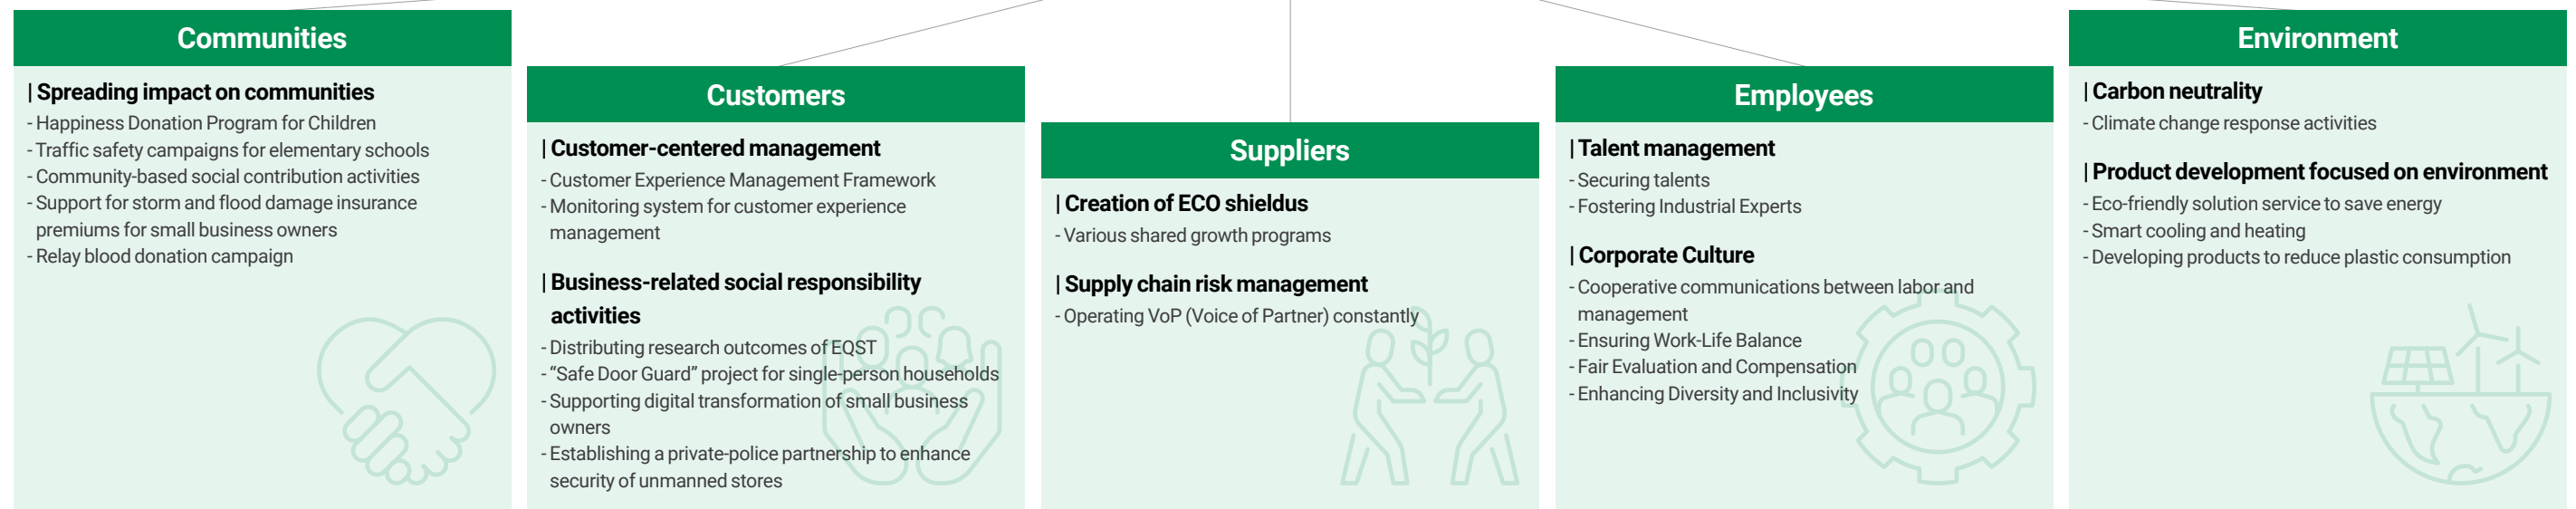 Communities
| Spreading impact on communities
- Happiness Donation Program for Children
- Traffic safety campaigns for elementary schools
- Community-based social contribution activities
- Support for storm and flood damage insurance
premiums for small business owners
- Relay blood donation campaign
Customers
| Customer-centered management
- Customer Experience Management Framework
- Monitoring system for customer experience
management
| Business-related social responsibility
activities
- Distributing research outcomes of EQST
- “Safe Door Guard” project for single-person households
- Supporting digital transformation of small business
owners
- Establishing a private-police partnership to enhance
security of unmanned stores
Suppliers
| Creation of ECO shieldus
- Various shared growth programs
| Supply chain risk management
- Operating VoP (Voice of Partner) constantly
Employees
| Talent management
- Securing talents
- Fostering Industrial Experts
| Corporate Culture
- Cooperative communications between labor and
management
- Ensuring Work-Life Balance
- Fair Evaluation and Compensation
- Enhancing Diversity and Inclusivity
Environment
| Carbon neutrality
- Climate change response activities
| Product development focused on environment
- Eco-friendly solution service to save energy
- Smart cooling and heating
- Developing products to reduce plastic consumption